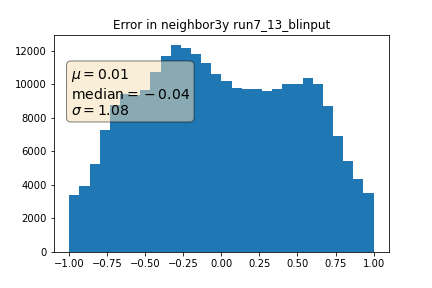 Error in neighbor3y run7_13_blinput
12000
10000
8000
6000
4000
2000
0
μ = 0.01
median = −0.04
σ = 1.08
−1.00 −0.75 −0.50 −0.25 0.00 0.25 0.50 0.75 1.00